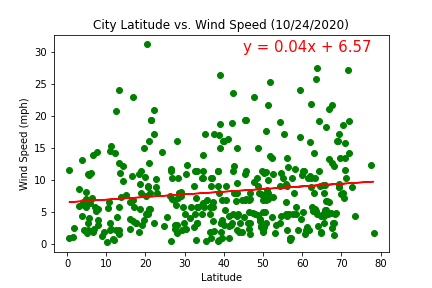 City Latitude vs. Wind Speed (10/24/2020)
y = 0.04x + 6.57
30
25
20
15
10
5
0
Wind Speed (mph)
0 10 20 30 40 50 60 70 80
Latitude